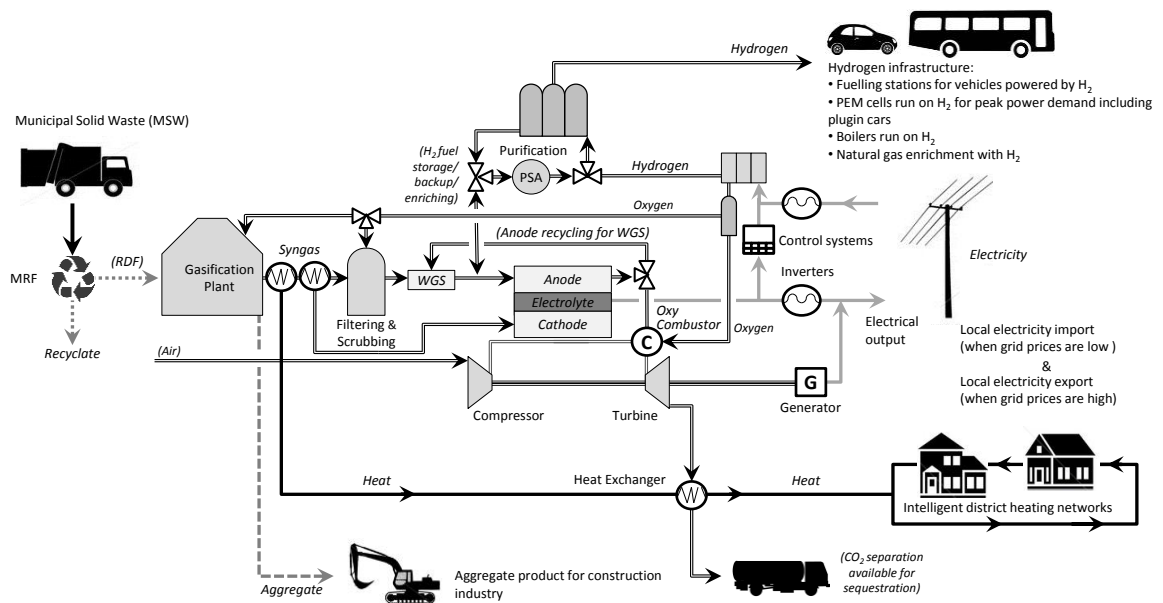 Hydrogen
Hydrogen infrastructure:
• Fuelling stations for vehicles powered by H2
• PEM cells run on H2 for peak power demand including
plugin cars
• Boilers run on H2
• Natural gas enrichment with H2
Municipal Solid Waste (MSW)
(H2 fuel
storage/
backup/
enriching)
Purification
PSA
Hydrogen
Oxygen
(Anode recycling for WGS)
Control systems
Electricity
MRF
(RDF)
Gasification
Plant
Syngas
WGS
Anode
Electrolyte
Cathode
Inverters
Filtering &
Scrubbing
Oxy
Combustor
Oxygen
Electrical
output
Recyclate
(Air)
C
Local electricity import
(when grid prices are low )
&
Local electricity export
(when grid prices are high)
G
Compressor
Turbine
Generator
Heat
Heat Exchanger
Heat
Intelligent district heating networks
Aggregate
Aggregate product for construction
industry
(CO2 separation
available for
sequestration)